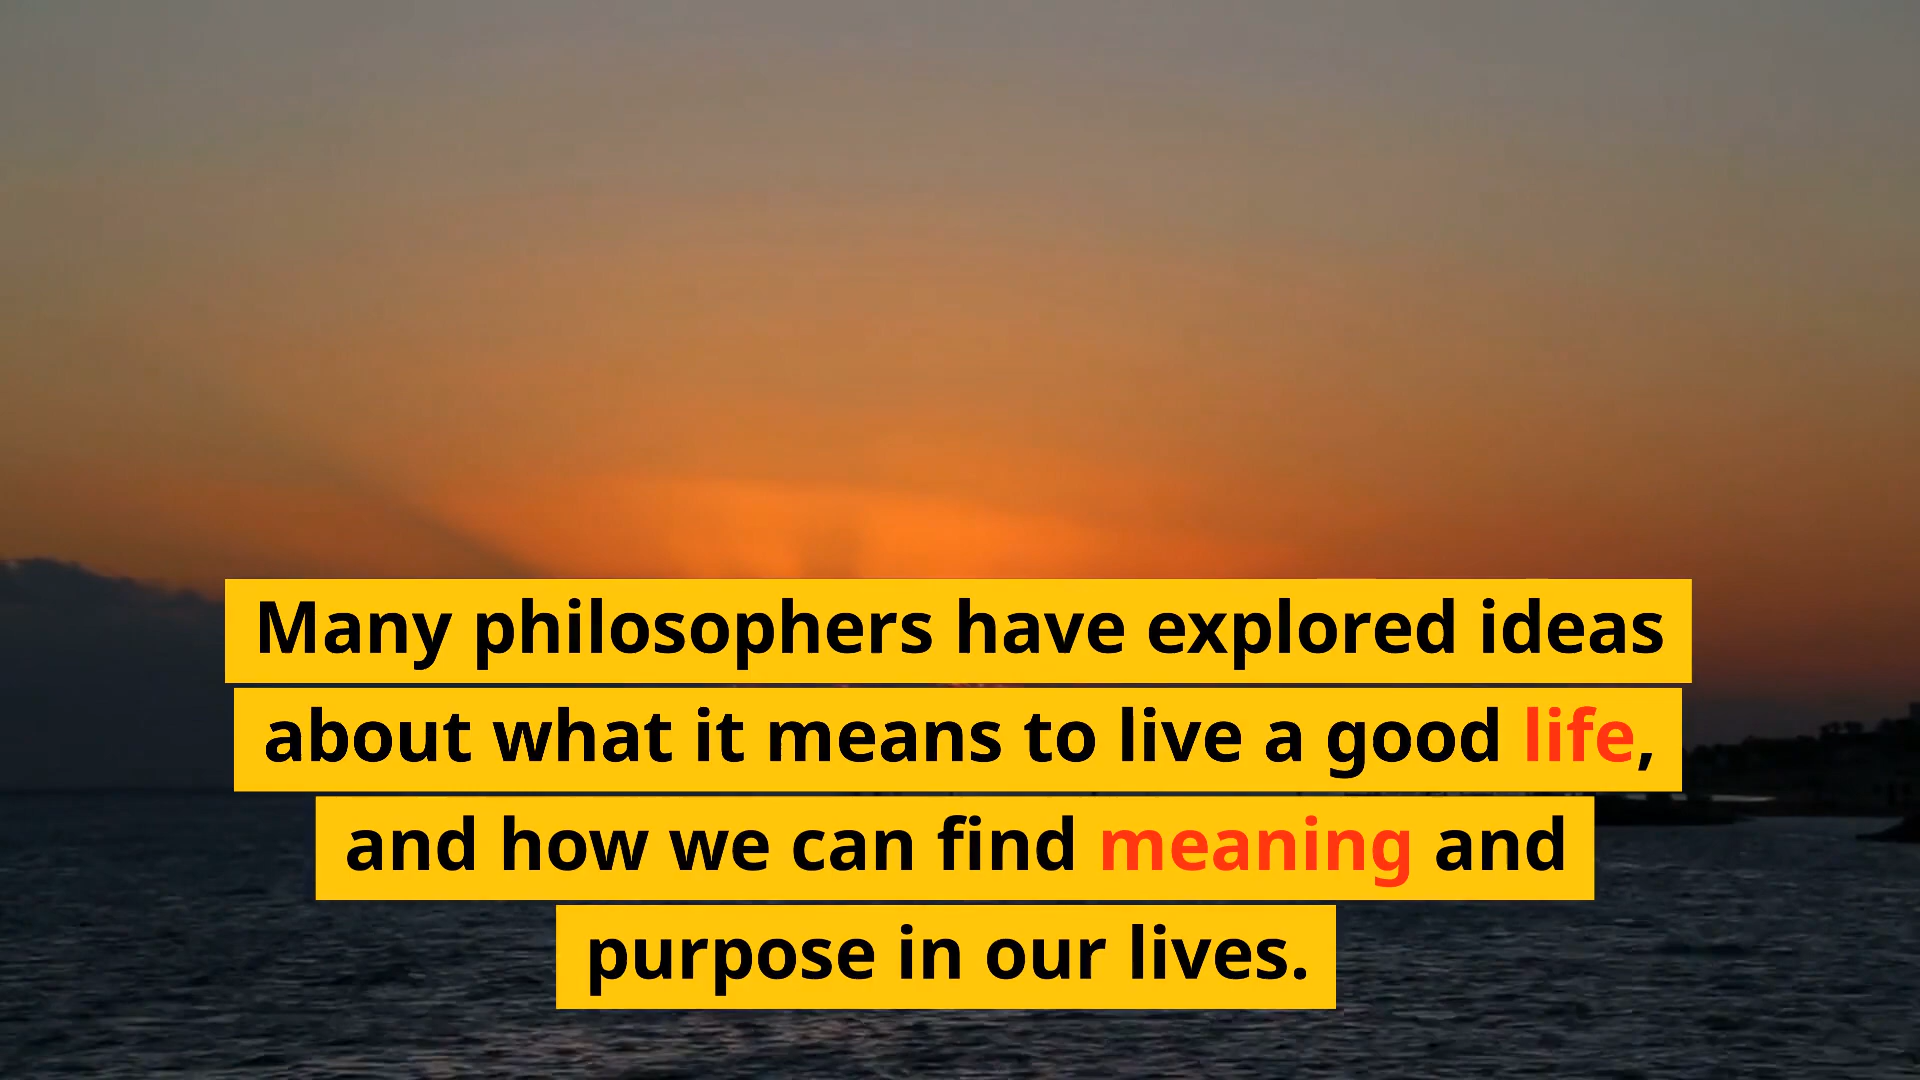 Many philosophers have explored ideas
about what it means to live a good life,
and how we can find meaning and
purpose in our lives.